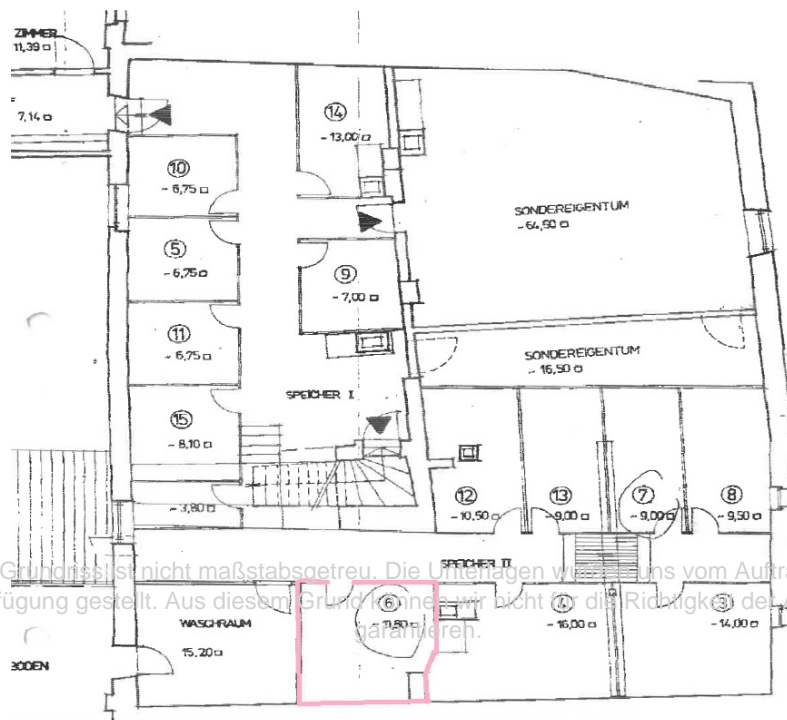 ZIMMER
11,39 □
7,14 □
⑭
~ 13,00 □
⑩
~ 6,75 □
SONDEREIGENTUM
~ 64,50 □
⑤
~ 6,75 □
⑨
~ 7,00 □
⑪
~ 6,75 □
SONDEREIGENTUM
~ 16,50 □
SPEICHER I
⑮
~ 8,10 □
⑫
~ 10,50 □
⑬
~ 9,00 □
⑦
~ 9,00 □
⑧
~ 9,50 □
~ 3,80 □
SPEICHER II
Grundriss ist nicht maßstabsgetreu. Die Unterlagen wurden uns vom Auftra
fügung gestellt. Aus diesem Grund können wir nicht für die Richtigkeit der A
garantieren.
WASCHRAUM
15,20 □
⑥
~ 11,80 □
④
~ 16,00 □
③
~ 14,00 □
BODEN